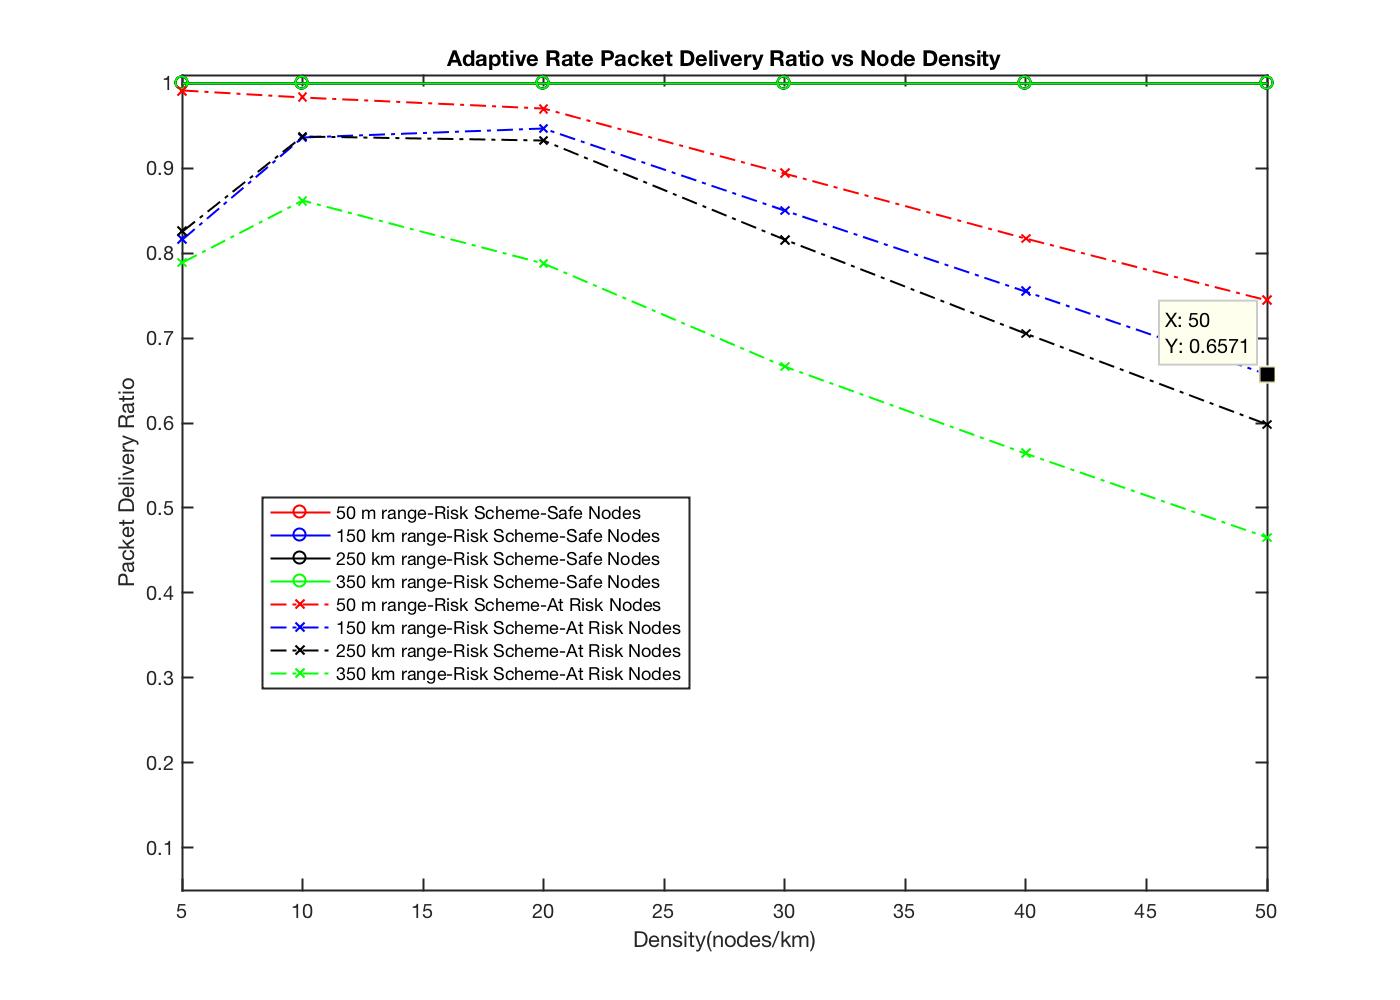 Adaptive Rate Packet Delivery Ratio vs Node Density
1
0.9
0.8
0.7
0.6
0.5
0.4
0.3
0.2
0.1
Packet Delivery Ratio
X: 50
Y: 0.6571
50 m range-Risk Scheme-Safe Nodes
150 km range-Risk Scheme-Safe Nodes
250 km range-Risk Scheme-Safe Nodes
350 km range-Risk Scheme-Safe Nodes
50 m range-Risk Scheme-At Risk Nodes
150 km range-Risk Scheme-At Risk Nodes
250 km range-Risk Scheme-At Risk Nodes
350 km range-Risk Scheme-At Risk Nodes
5 10 15 20 25 30 35 40 45 50
Density(nodes/km)